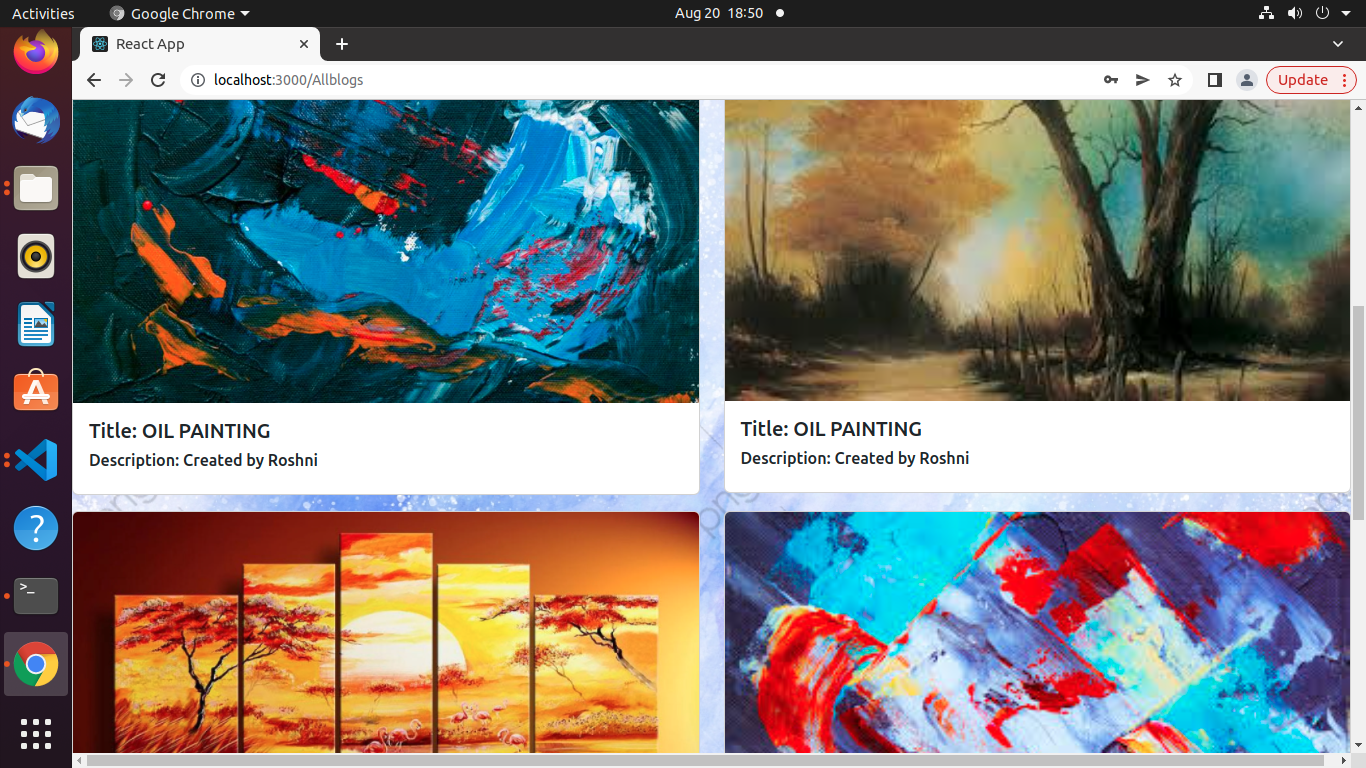 Activities
Google Chrome
Aug 20 18:50
React App
localhost:3000/Allblogs
Update
Title: OIL PAINTING
Description: Created by Roshni
Title: OIL PAINTING
Description: Created by Roshni